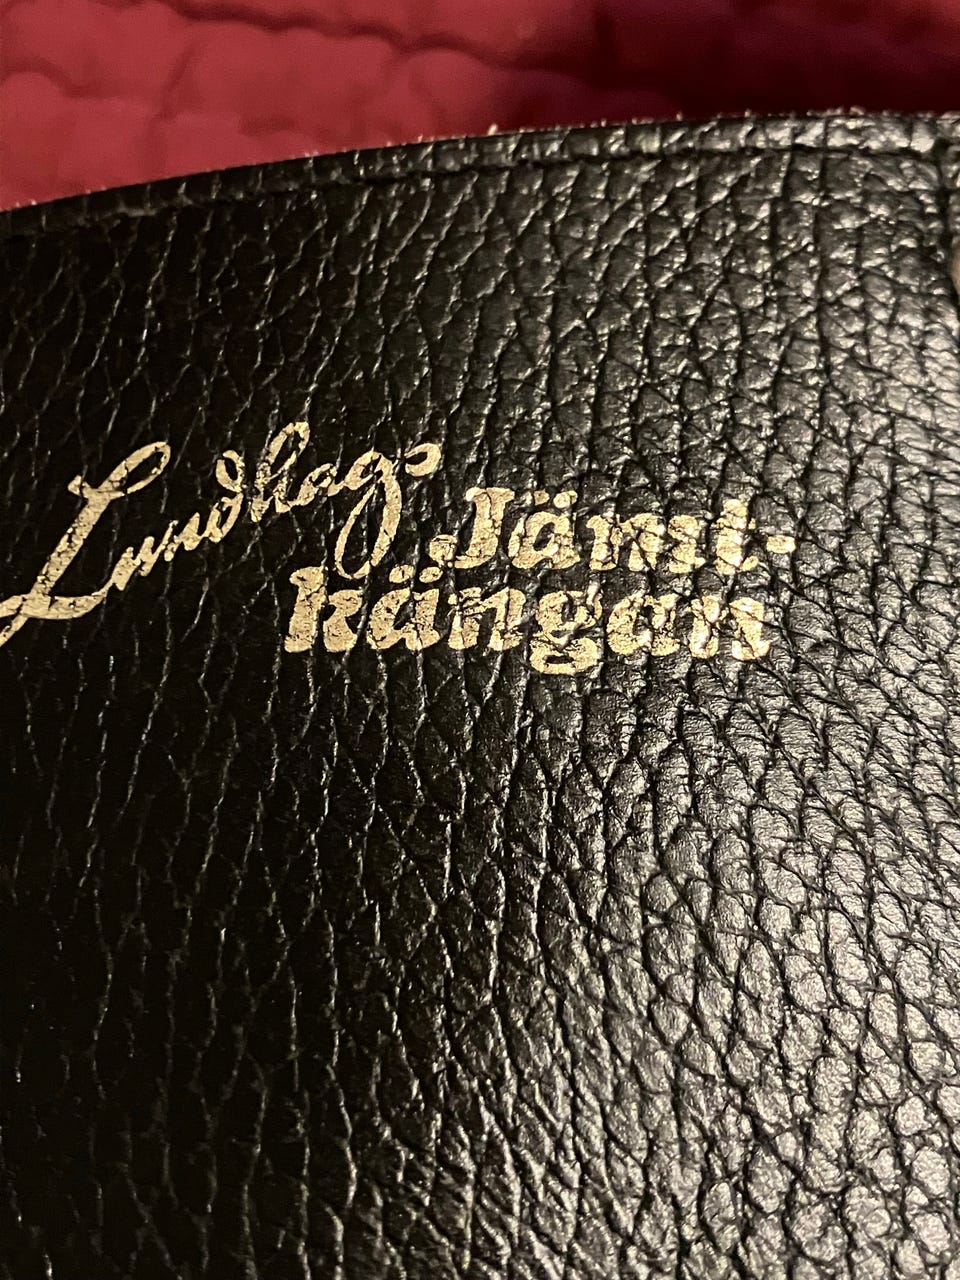 Lundhags
Jämt-
kängan